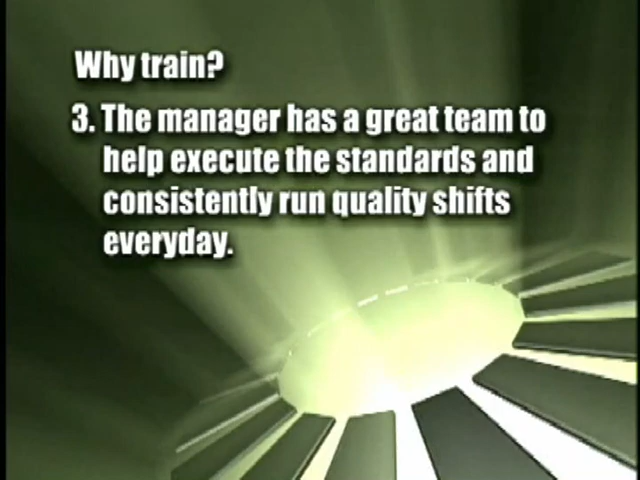 Why train?
3. The manager has a great team to
help execute the standards and
consistently run quality shifts
everyday.